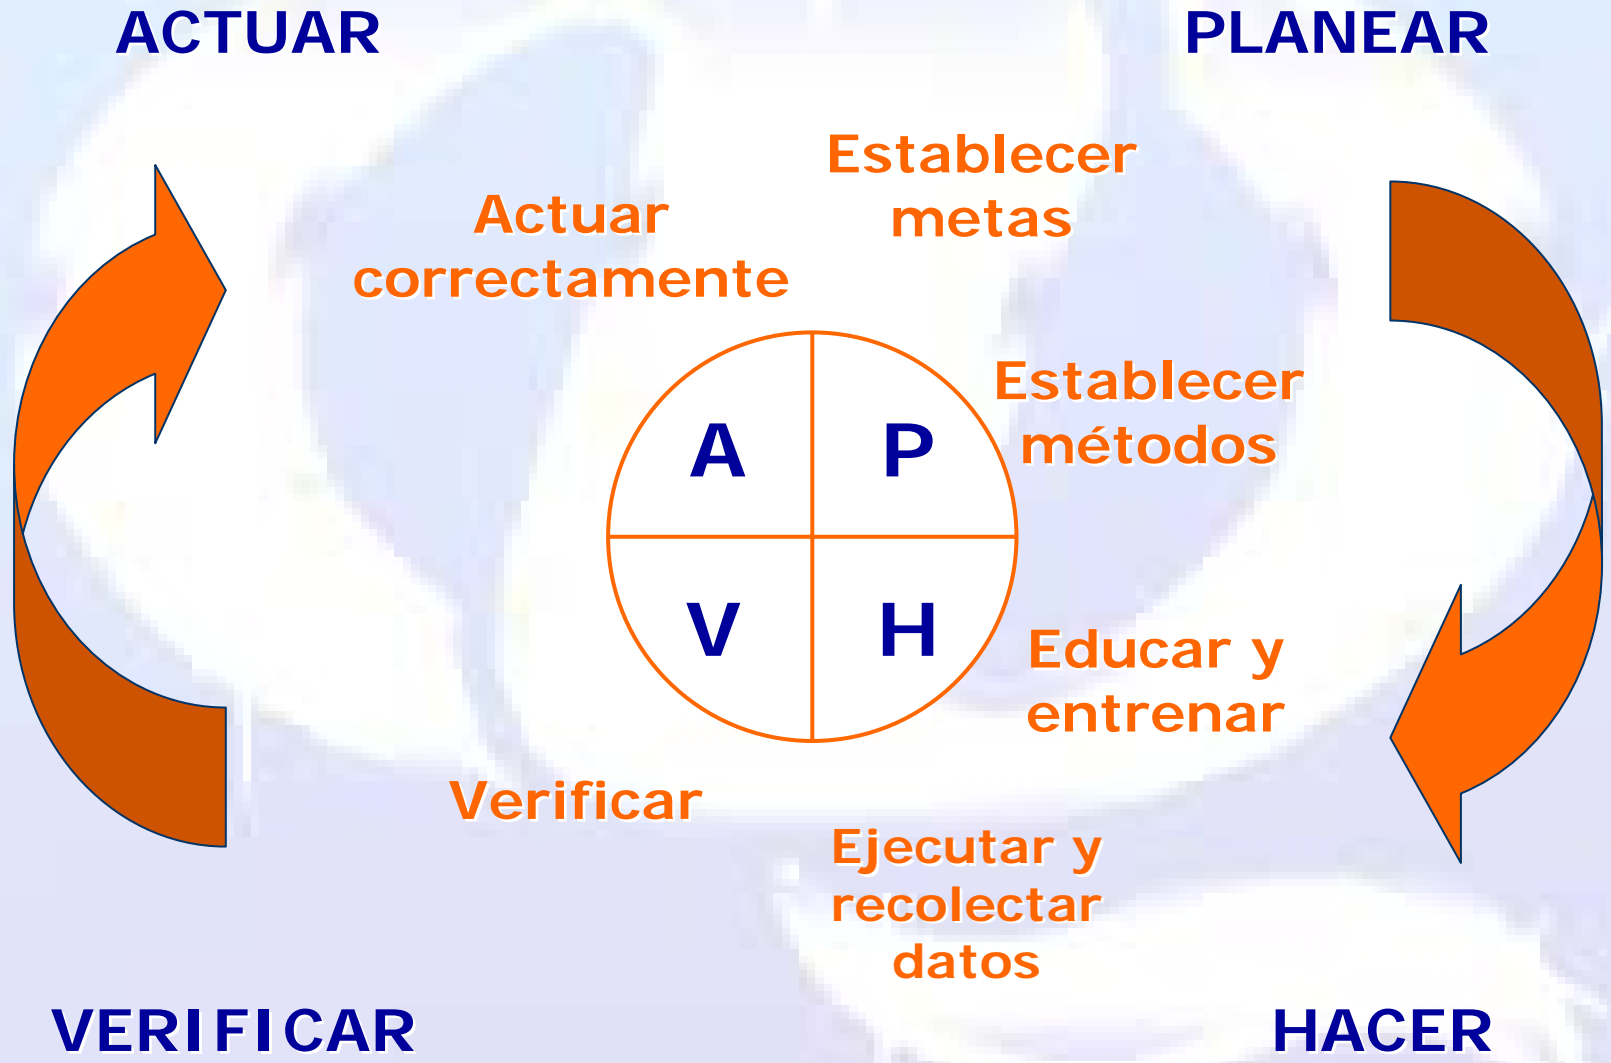 ACTUAR
PLANEAR
Establecer
metas
Actuar
correctamente
Establecer
métodos
A
P
V
H
Educar y
entrenar
Verificar
Ejecutar y
recolectar
datos
VERIFICAR
HACER